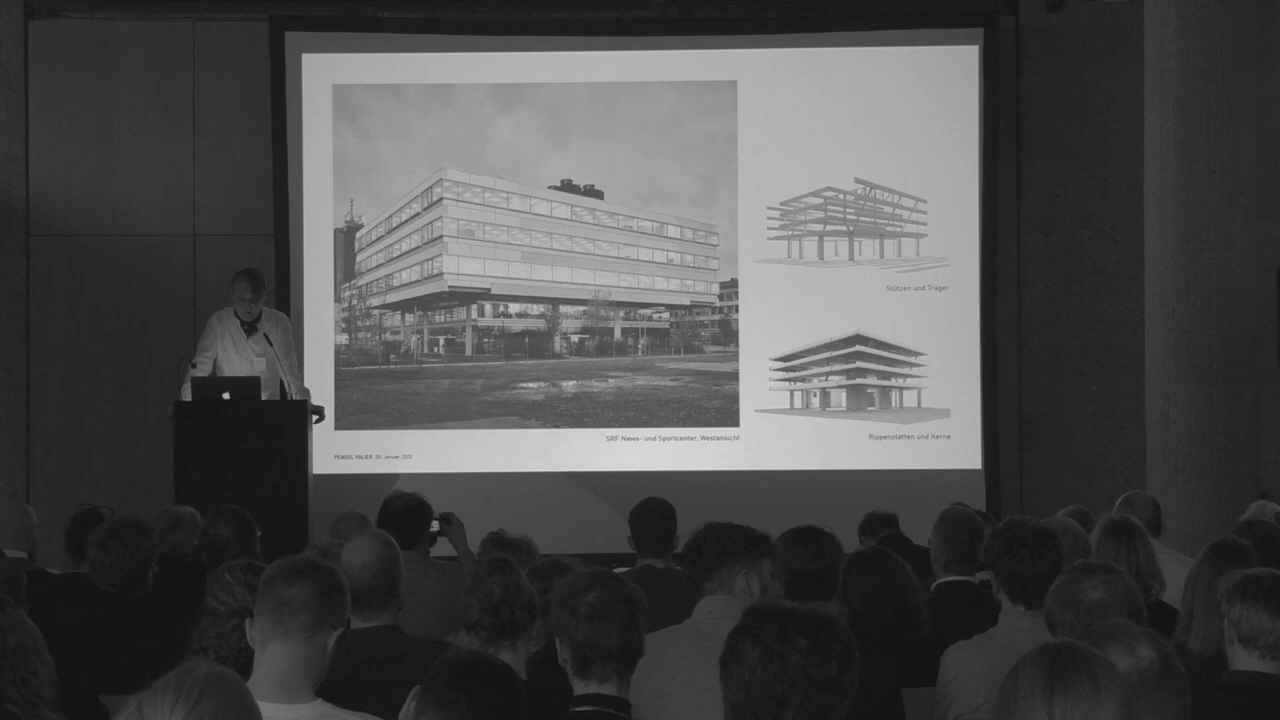 Stützen und Träger
SRF News- und Sportcenter, Westansicht
Rippenplatten und Kerne
PENZEL VALIER 30. Januar 2020